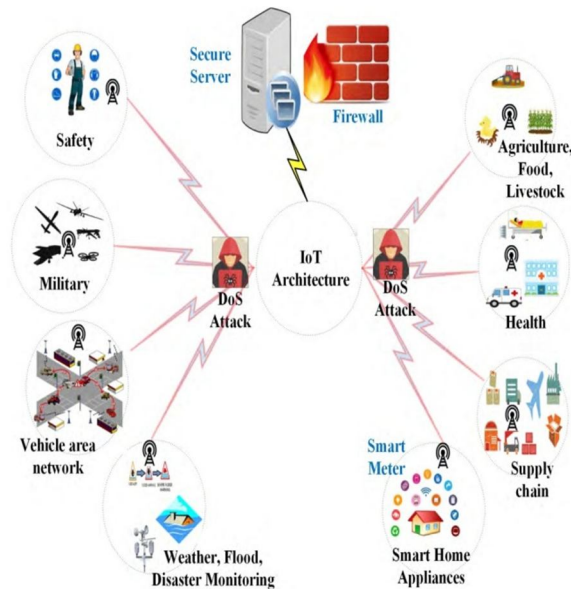 Secure
Server
Firewall
Safety
Agriculture,
Food,
Livestock
IoT
Architecture
DoS
Attack
DoS
Attack
Military
Health
Vehicle area
network
Supply
chain
Smart
Meter
Weather, Flood,
Disaster Monitoring
Smart Home
Appliances